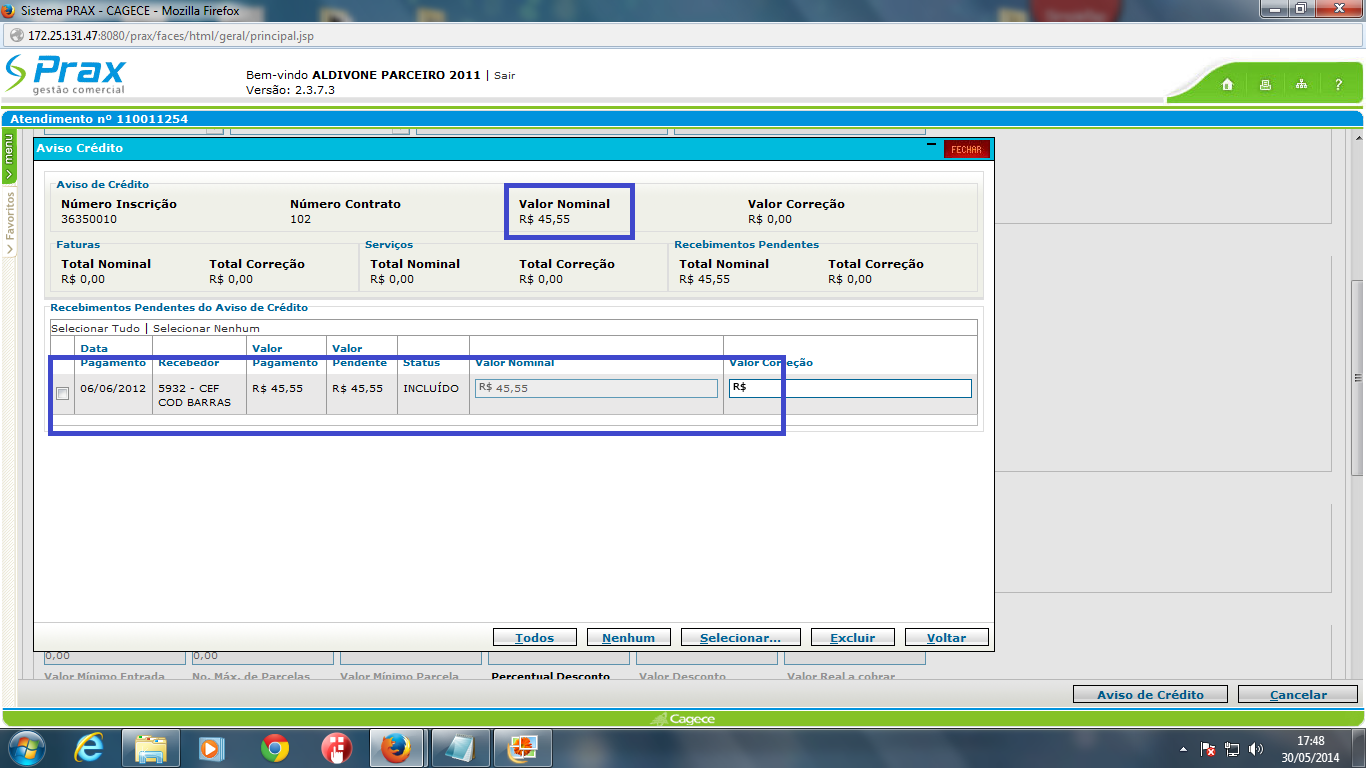 Sistema PRAX - CAGECE - Mozilla Firefox
172.25.131.47:8080/prax/faces/html/geral/principal.jsp
Prax
gestão comercial
Bem-vindo ALDIVONE PARCEIRO 2011 | Sair
Versão: 2.3.7.3
?
Atendimento nº 110011254
menu
Favoritos
Aviso Crédito
FECHAR
Aviso de Crédito
Número Inscrição Número Contrato Valor Nominal Valor Correção
36350010 102 R$ 45,55 R$ 0,00
Faturas Serviços Recebimentos Pendentes
Total Nominal Total Correção Total Nominal Total Correção Total Nominal Total Correção
R$ 0,00 R$ 0,00 R$ 0,00 R$ 0,00 R$ 45,55 R$ 0,00
Recebimentos Pendentes do Aviso de Crédito
Selecionar Tudo | Selecionar Nenhum
Data Pagamento Recebedor Valor Pagamento Valor Pendente Status Valor Nominal Valor Correção
06/06/2012 5932 - CEF R$ 45,55 R$ 45,55 INCLUÍDO R$ 45,55 R$
COD BARRAS
Todos Nenhum Selecionar... Excluir Voltar
0,00 0,00
Valor Mínimo Entrada No. Máx. de Parcelas Valor Mínimo Parcela Percentual Desconto Valor Desconto Valor Real a cobrar
Aviso de Crédito Cancelar
Cagece
17:48
30/05/2014